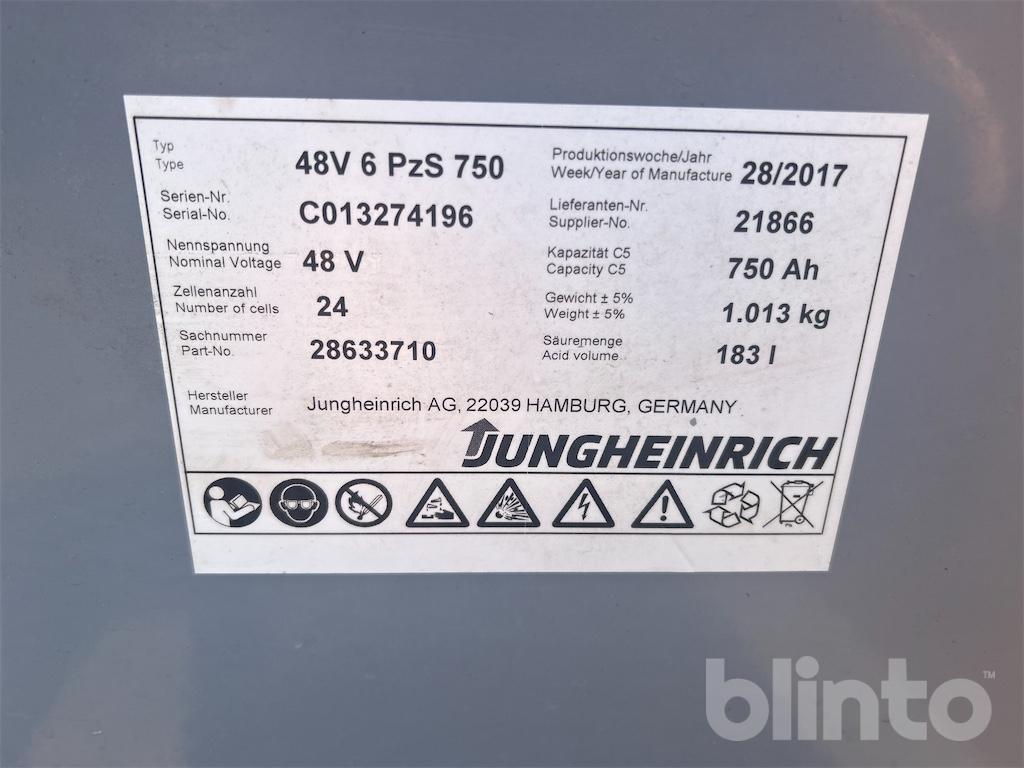 Typ
Type
48V 6 PzS 750
Produktionswoche/Jahr
Week/Year of Manufacture
28/2017
Serien-Nr.
Serial-No.
C013274196
Lieferanten-Nr.
Supplier-No.
21866
Nennspannung
Nominal Voltage
48 V
Kapazität C5
Capacity C5
750 Ah
Zellenanzahl
Number of cells
24
Gewicht ± 5%
Weight ± 5%
1.013 kg
Sachnummer
Part-No.
28633710
Säuremenge
Acid volume
183 l
Hersteller
Manufacturer
Jungheinrich AG, 22039 HAMBURG, GERMANY
JUNGHEINRICH
Pb
blinto™